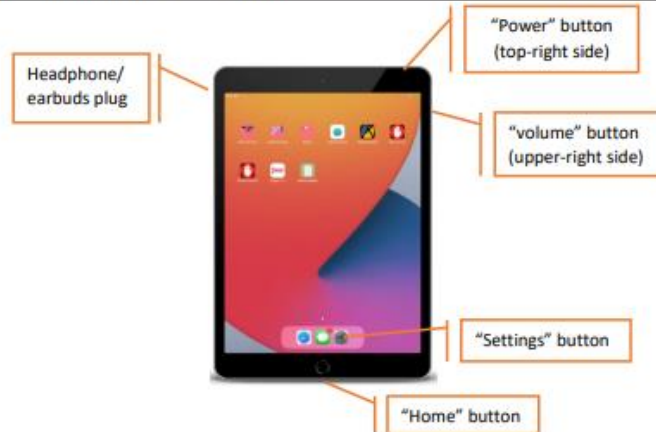 “Power” button
(top-right side)
Headphone/
earbuds plug
“volume” button
(upper-right side)
“Settings” button
“Home” button